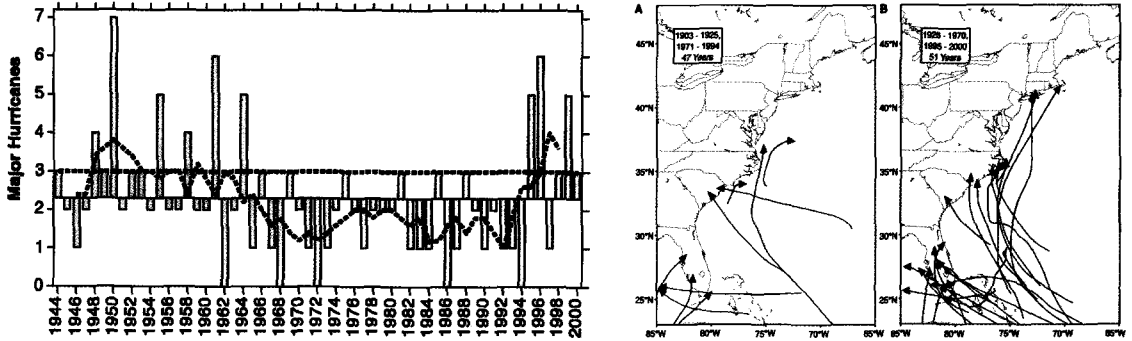 Major Hurricanes
7
6
5
4
3
2
1
0
1944
1946
1948
1950
1952
1954
1956
1958
1960
1962
1964
1966
1968
1970
1972
1974
1976
1978
1980
1982
1984
1986
1988
1990
1992
1994
1996
1998
2000
A
1903 - 1925,
1971 - 1994
47 Years
45°N
40°N
35°N
30°N
25°N
85°W
80°W
75°W
70°W
65°W
B
1926 - 1970,
1995 - 2000
51 Years
45°N
40°N
35°N
30°N
25°N
85°W
80°W
75°W
70°W
65°W